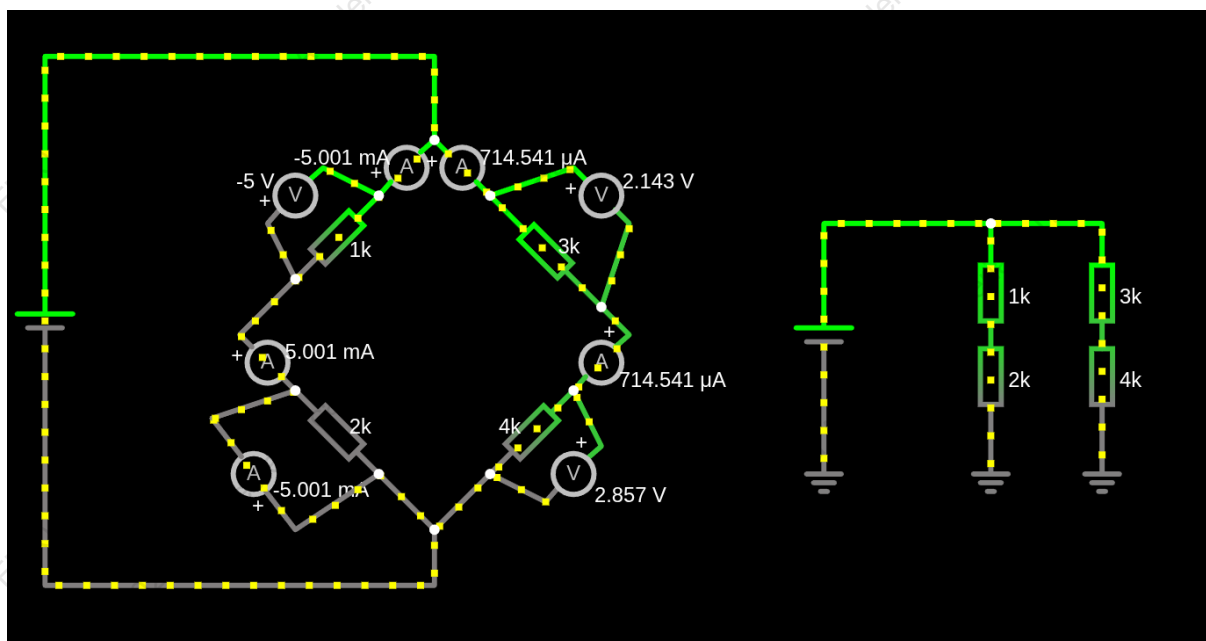 -5.001 mA
+
A
+
A
714.541 μA
-5 V
+
V
+
V
2.143 V
1k
3k
+
A
5.001 mA
+
A
714.541 μA
2k
4k
+
V
2.857 V
A
+
-5.001 mA
1k
3k
2k
4k